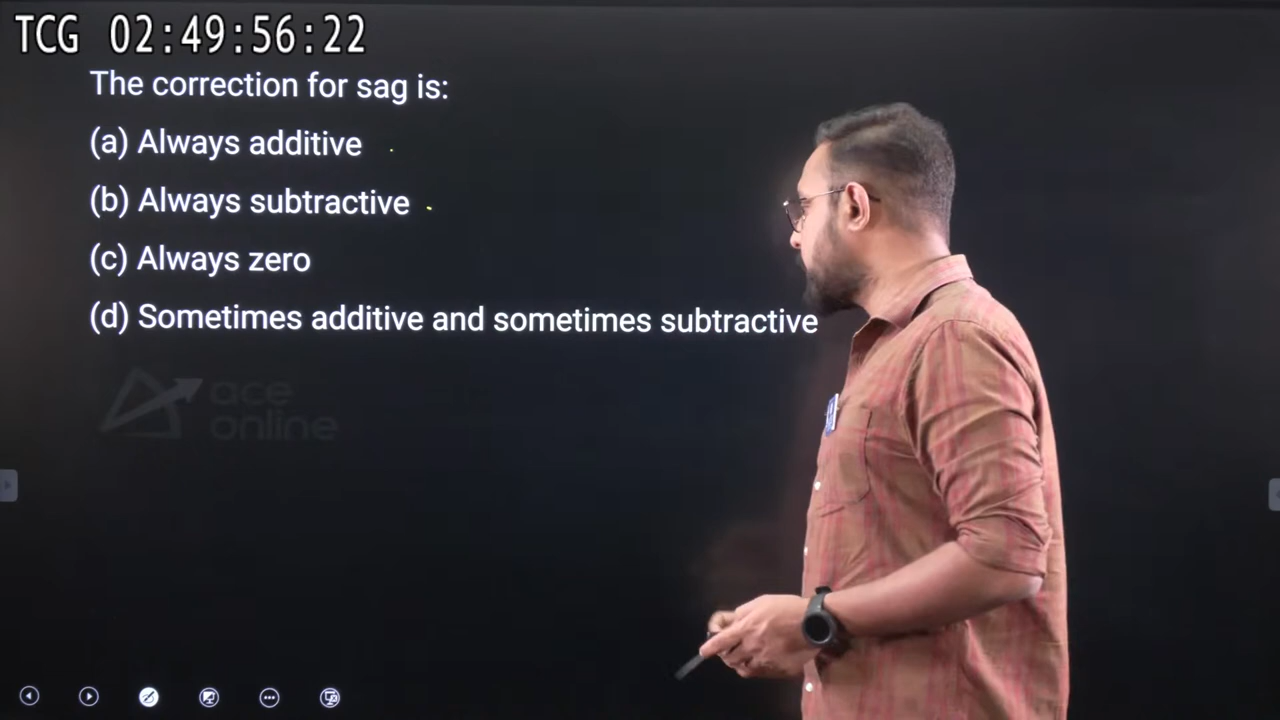 TCG 02:49:56:22
The correction for sag is:
(a) Always additive
(b) Always subtractive
(c) Always zero
(d) Sometimes additive and sometimes subtractive
ace
online